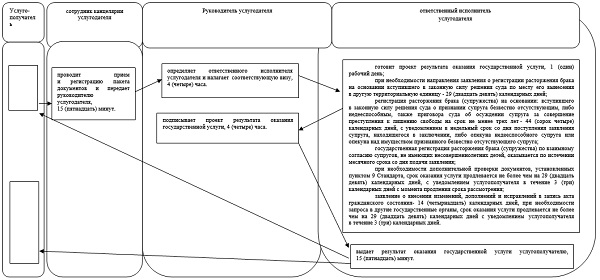 Услуго-
получател
ь
сотрудник канцелярии
услугодателя
Руководитель услугодателя
ответственный исполнитель
услугодателя
проводит прием
и регистрацию пакета
документов и передает
руководителю
услугодателя,
15 (пятнадцать) минут.
определяет ответственного исполнителя
услугодателя и налагает соответствующую визу,
4 (четыре) часа.
подписывает проект результата оказания
государственной услуги, 4 (четыре) часа.
готовит проект результата оказания государственной услуги, 1 (один)
рабочий день;
при необходимости направления заявления о регистрации расторжения брака
на основании вступившего в законную силу решения суда по месту его вынесения
в другую территориальную единицу - 29 (двадцать девять) календарных дней;
регистрация расторжения брака (супружества) на основании: вступившего
в законную силу решения суда о признании супруга безвестно отсутствующим, либо
недееспособным, также приговора суда об осуждении супруга за совершение
преступления к лишению свободы на срок не менее трех лет - 44 (сорок четыре)
календарных дней, с уведомлением в недельный срок со дня поступления заявления
супруга, находящегося в заключении, либо опекуна недееспособного супруга или
опекуна над имуществом признанного безвестно отсутствующего супруга;
государственная регистрация расторжения брака (супружества) по взаимному
согласию супругов, не имеющих несовершеннолетних детей, оказывается по истечении
месячного срока со дня подачи заявления;
при необходимости дополнительной проверки документов, установленных
пунктом 9 Стандарта, срок оказания услуги продлевается не более чем на 29 (двадцать
девять) календарных дней, с уведомлением услугополучателя в течение 3 (три)
календарных дней с момента продления срока рассмотрения;
заявление о внесении изменений, дополнений и исправлений в запись акта
гражданского состояния- 14 (четырнадцать) календарных дней, при необходимости
запроса в другие государственные органы, срок оказания услуги продлевается не более
чем на 29 (двадцать девять) календарных дней с уведомлением услугополучателя
в течение 3 (три) календарных дней.
выдает результат оказания государственной услуги услугополучателю,
15 (пятнадцать) минут.